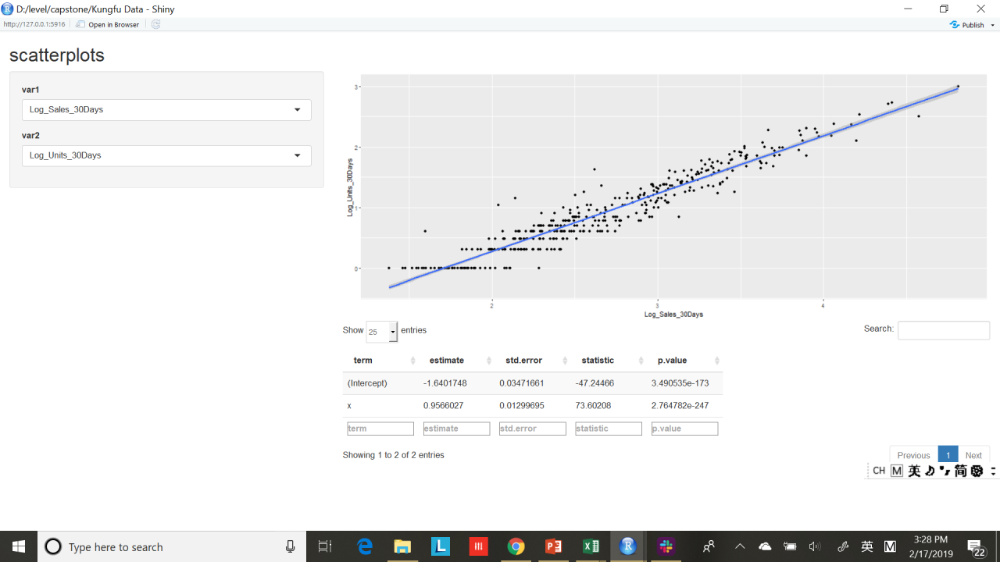 D:/level/capstone/Kungfu Data - Shiny
http://127.0.0.1:5916 Open in Browser Publish
scatterplots
var1
Log_Sales_30Days
var2
Log_Units_30Days
3
2
1
0
Log_Units_30Days
2 3 4
Log_Sales_30Days
Show 25 entries Search:
term estimate std.error statistic p.value
(Intercept) -1.6401748 0.03471661 -47.24466 3.490535e-173
x 0.9566027 0.01299695 73.60208 2.764782e-247
term estimate std.error statistic p.value
Showing 1 to 2 of 2 entries Previous 1 Next
CH M 英 简
Type here to search
英 M 3:28 PM
2/17/2019 22